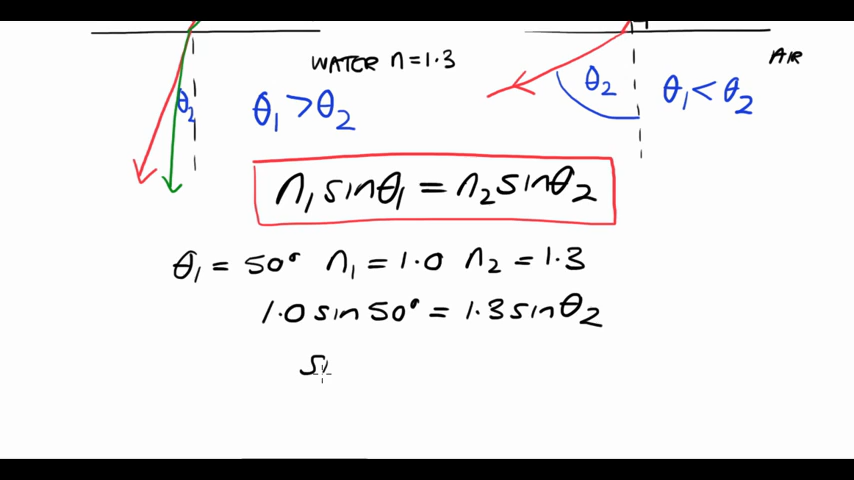 WATER n=1.3
AIR
θ₂
θ₁ > θ₂
θ₂
θ₁ < θ₂
n₁ sinθ₁ = n₂ sinθ₂
θ₁ = 50° n₁ = 1.0 n₂ = 1.3
1.0 sin 50° = 1.3 sinθ₂